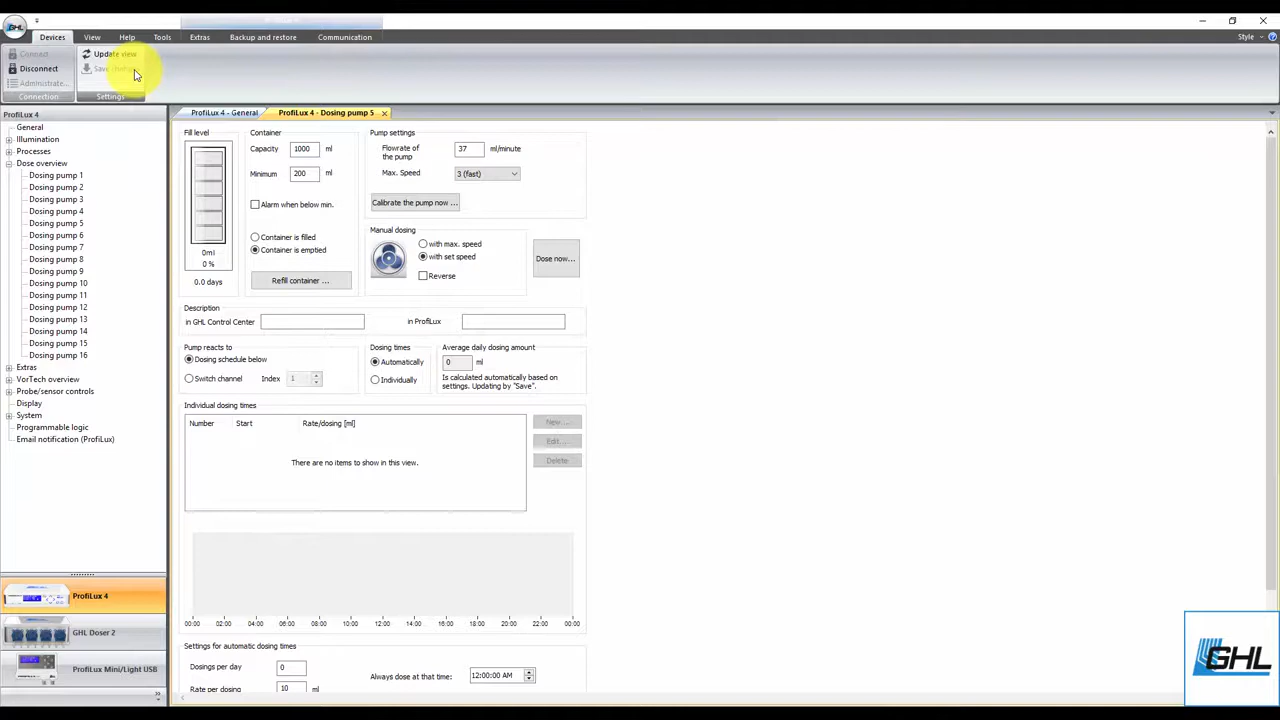 GHL
Devices View Help Tools Extras Backup and restore Communication Style
Connect Update view
Disconnect Save changes
Administrate...
Connection Settings
ProfiLux 4
ProfiLux 4 - General ProfiLux 4 - Dosing pump 5
General
Illumination
Processes
Dose overview
Dosing pump 1
Dosing pump 2
Dosing pump 3
Dosing pump 4
Dosing pump 5
Dosing pump 6
Dosing pump 7
Dosing pump 8
Dosing pump 9
Dosing pump 10
Dosing pump 11
Dosing pump 12
Dosing pump 13
Dosing pump 14
Dosing pump 15
Dosing pump 16
Extras
VorTech overview
Probe/sensor controls
Display
System
Programmable logic
Email notification (ProfiLux)
ProfiLux 4
GHL Doser 2
ProfiLux Mini/Light USB
Fill level
0ml
0 %
0.0 days
Container
Capacity 1000 ml
Minimum 200 ml
Alarm when below min.
Container is filled
Container is emptied
Refill container ...
Pump settings
Flowrate of the pump 37 ml/minute
Max. Speed 3 (fast)
Calibrate the pump now ...
Manual dosing
with max. speed
with set speed
Reverse
Dose now...
Description
in GHL Control Center in ProfiLux
Pump reacts to
Dosing schedule below
Switch channel Index 1
Dosing times
Automatically
Individually
Average daily dosing amount
0 ml
Is calculated automatically based on
settings. Updating by "Save".
Individual dosing times
Number Start Rate/dosing [ml]
There are no items to show in this view.
New ...
Edit...
Delete
00:00 02:00 04:00 06:00 08:00 10:00 12:00 14:00 16:00 18:00 20:00 22:00 00:00
Settings for automatic dosing times
Dosings per day 0
Rate per dosing 10 ml
Always dose at that time: 12:00:00 AM
GHL